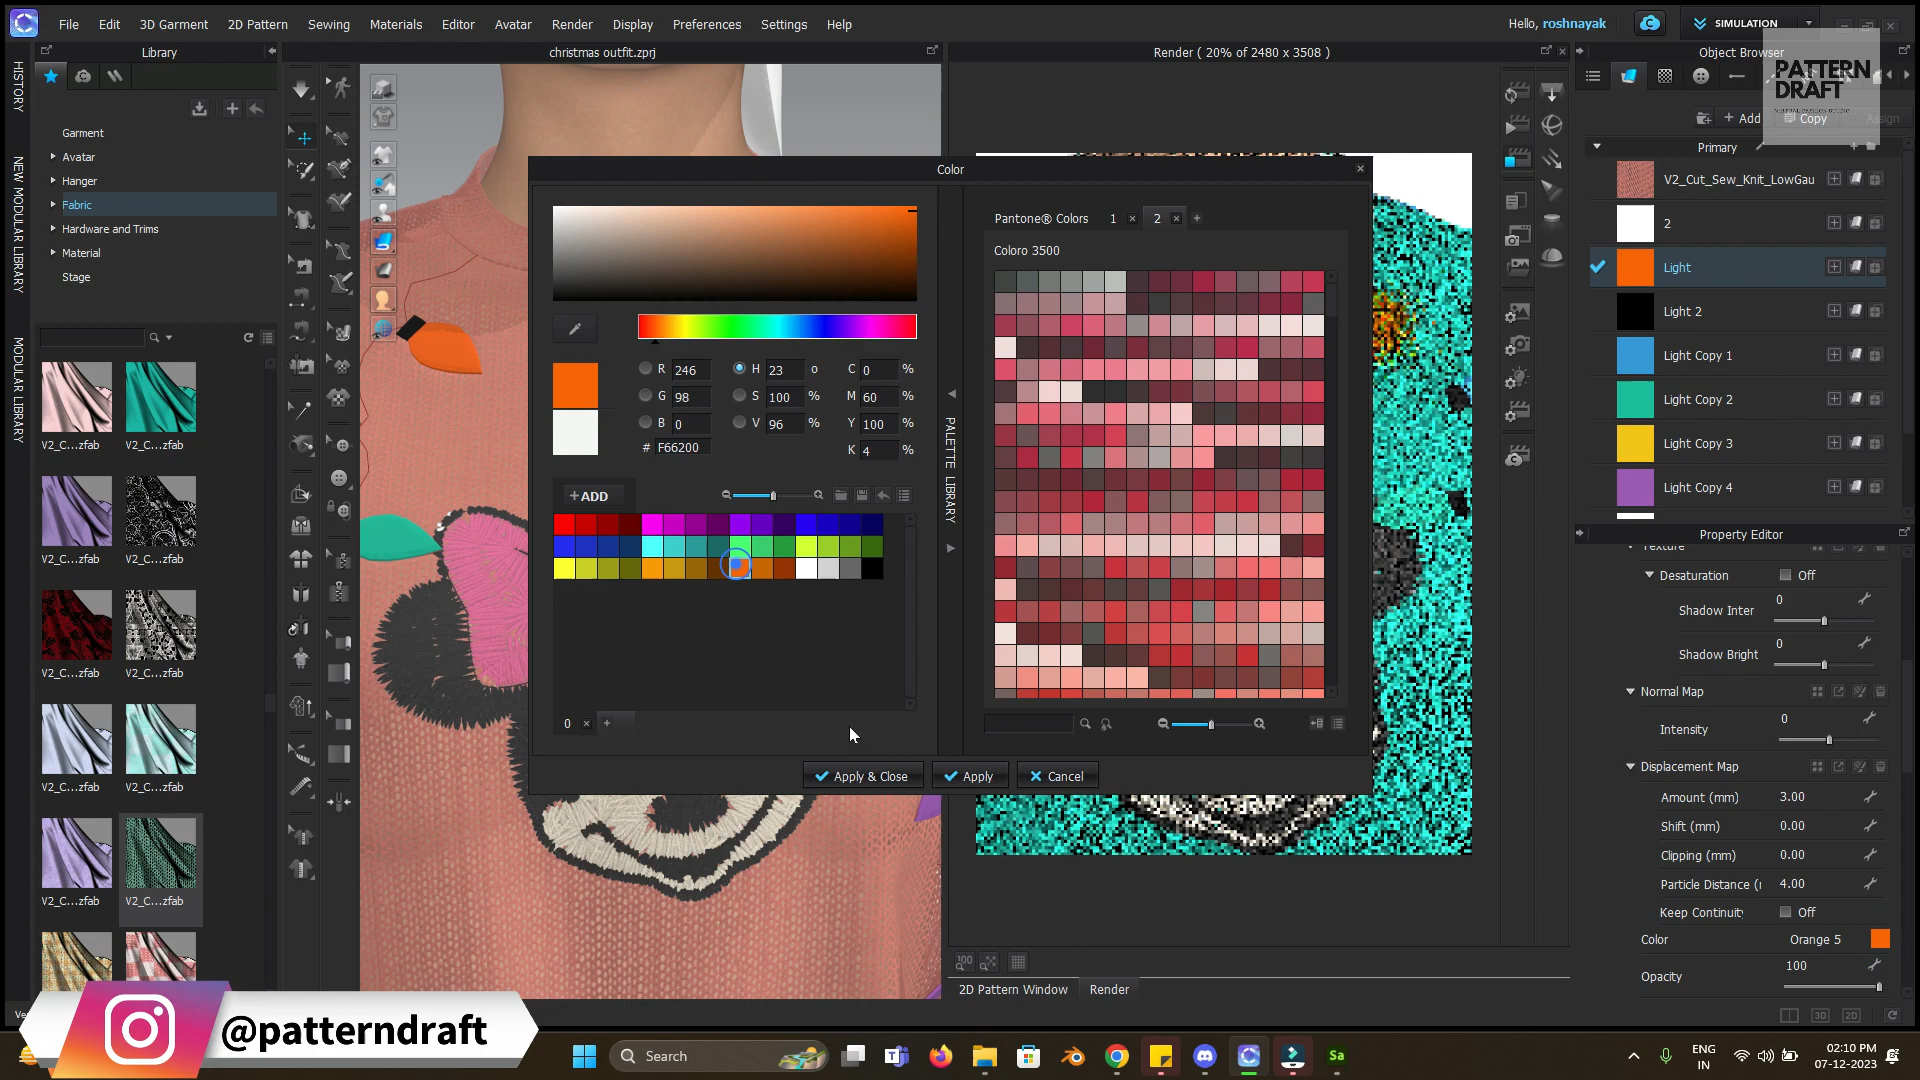 File Edit 3D Garment 2D Pattern Sewing Materials Editor Avatar Render Display Preferences Settings Help
Hello, roshnayak
SIMULATION
Library
christmas outfit.zprj
Render ( 20% of 2480 x 3508 )
Object Browser
PATTERN
DRAFT
HISTORY
NEW MODULAR LIBRARY
MODULAR LIBRARY
Garment
Avatar
Hanger
Fabric
Hardware and Trims
Material
Stage
V2_C...zfab V2_C...zfab
V2_C...zfab V2_C...zfab
V2_C...zfab V2_C...zfab
V2_C...zfab V2_C...zfab
V2_C...zfab V2_C...zfab
Color
R 246 H 23 o C 0 %
G 98 S 100 % M 60 %
B 0 V 96 % Y 100 %
# F66200 K 4 %
+ADD
0
PALETTE LIBRARY
Pantone® Colors 1 2
Coloro 3500
Apply & Close
Apply
Cancel
100
2D Pattern Window Render
+ Add
Copy
Assign
Primary
V2_Cut_Sew_Knit_LowGau
2
Light
Light 2
Light Copy 1
Light Copy 2
Light Copy 3
Light Copy 4
Property Editor
Texture
Desaturation Off
Shadow Inter 0
Shadow Bright 0
Normal Map
Intensity 0
Displacement Map
Amount (mm) 3.00
Shift (mm) 0.00
Clipping (mm) 0.00
Particle Distance ( 4.00
Keep Continuity Off
Color Orange 5
Opacity 100
3D 2D
@patterndraft
Search
Sa
ENG
IN
02:10 PM
07-12-2023